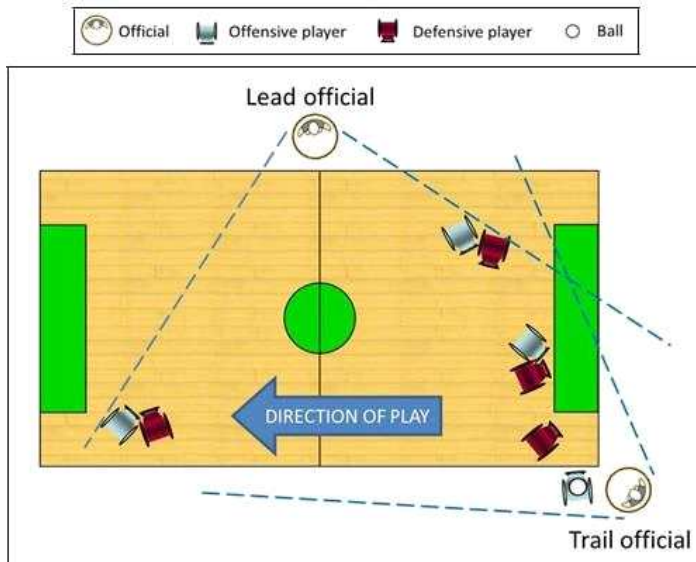 Official Offensive player Defensive player Ball
Lead official
DIRECTION OF PLAY
Trail official